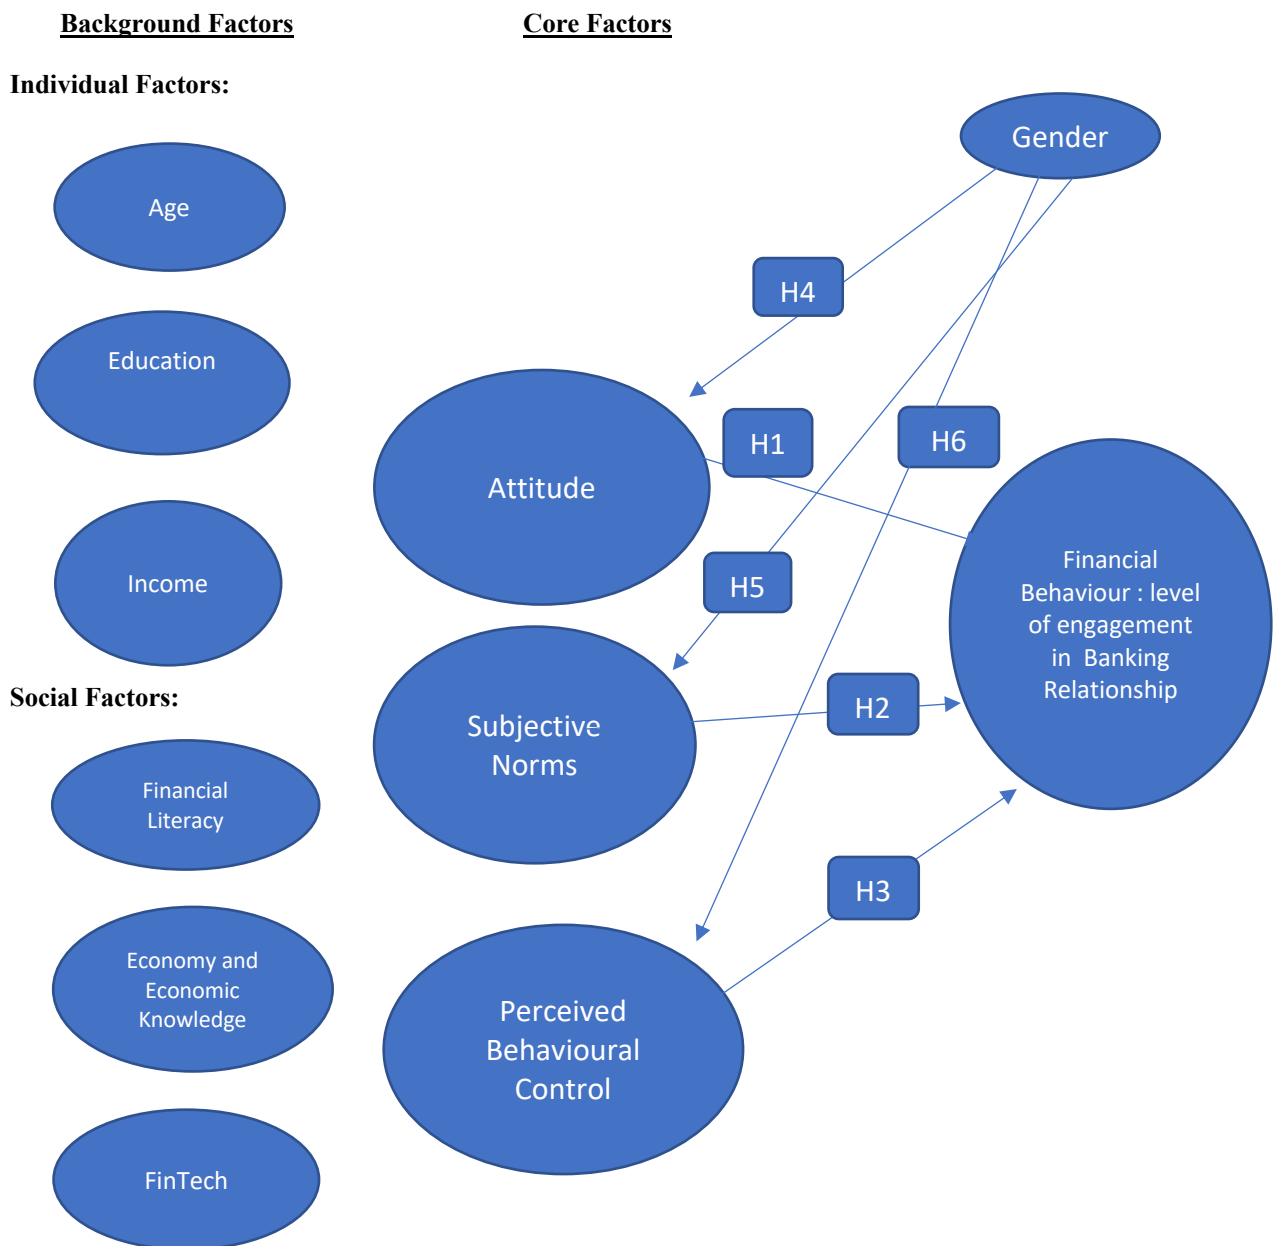 Background Factors
Core Factors
Individual Factors:
Gender
Age
H4
Education
H1
H6
Attitude
Financial
Behaviour : level
of engagement
in Banking
Relationship
Income
H5
Social Factors:
Subjective
Norms
H2
Financial
Literacy
H3
Economy and
Economic
Knowledge
Perceived
Behavioural
Control
FinTech